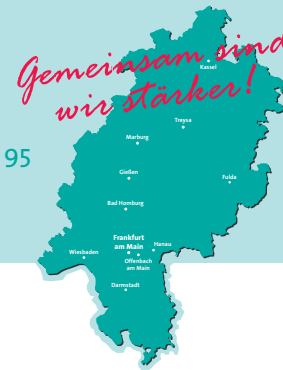 Gemeinsam sind
wir stärker!
Kassel
Treysa
Marburg
95
Gießen
Fulda
Bad Homburg
Frankfurt
am Main
Hanau
Wiesbaden
Offenbach
am Main
Darmstadt